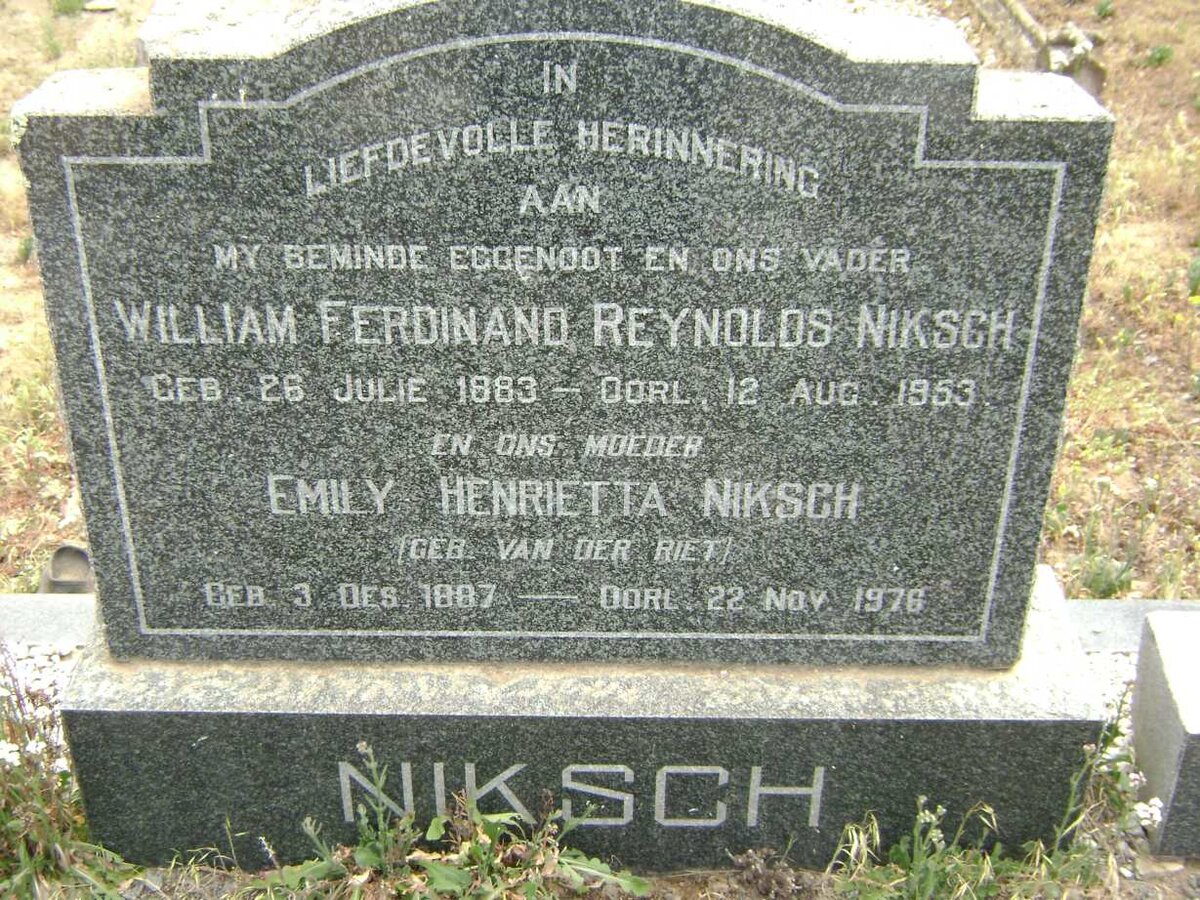 IN
LIEFDEVOLLE HERINNERING
AAN
MY BEMINDE EGGENOOT EN ONS VADER
WILLIAM FERDINAND REYNOLDS NIKSCH
GEB. 26 JULIE 1883 — OORL. 12 AUG. 1953.
EN ONS MOEDER
EMILY HENRIETTA NIKSCH
(GEB. VAN DER RIET)
GEB. 3 DES. 1887 — OORL. 22 NOV. 1976
NIKSCH